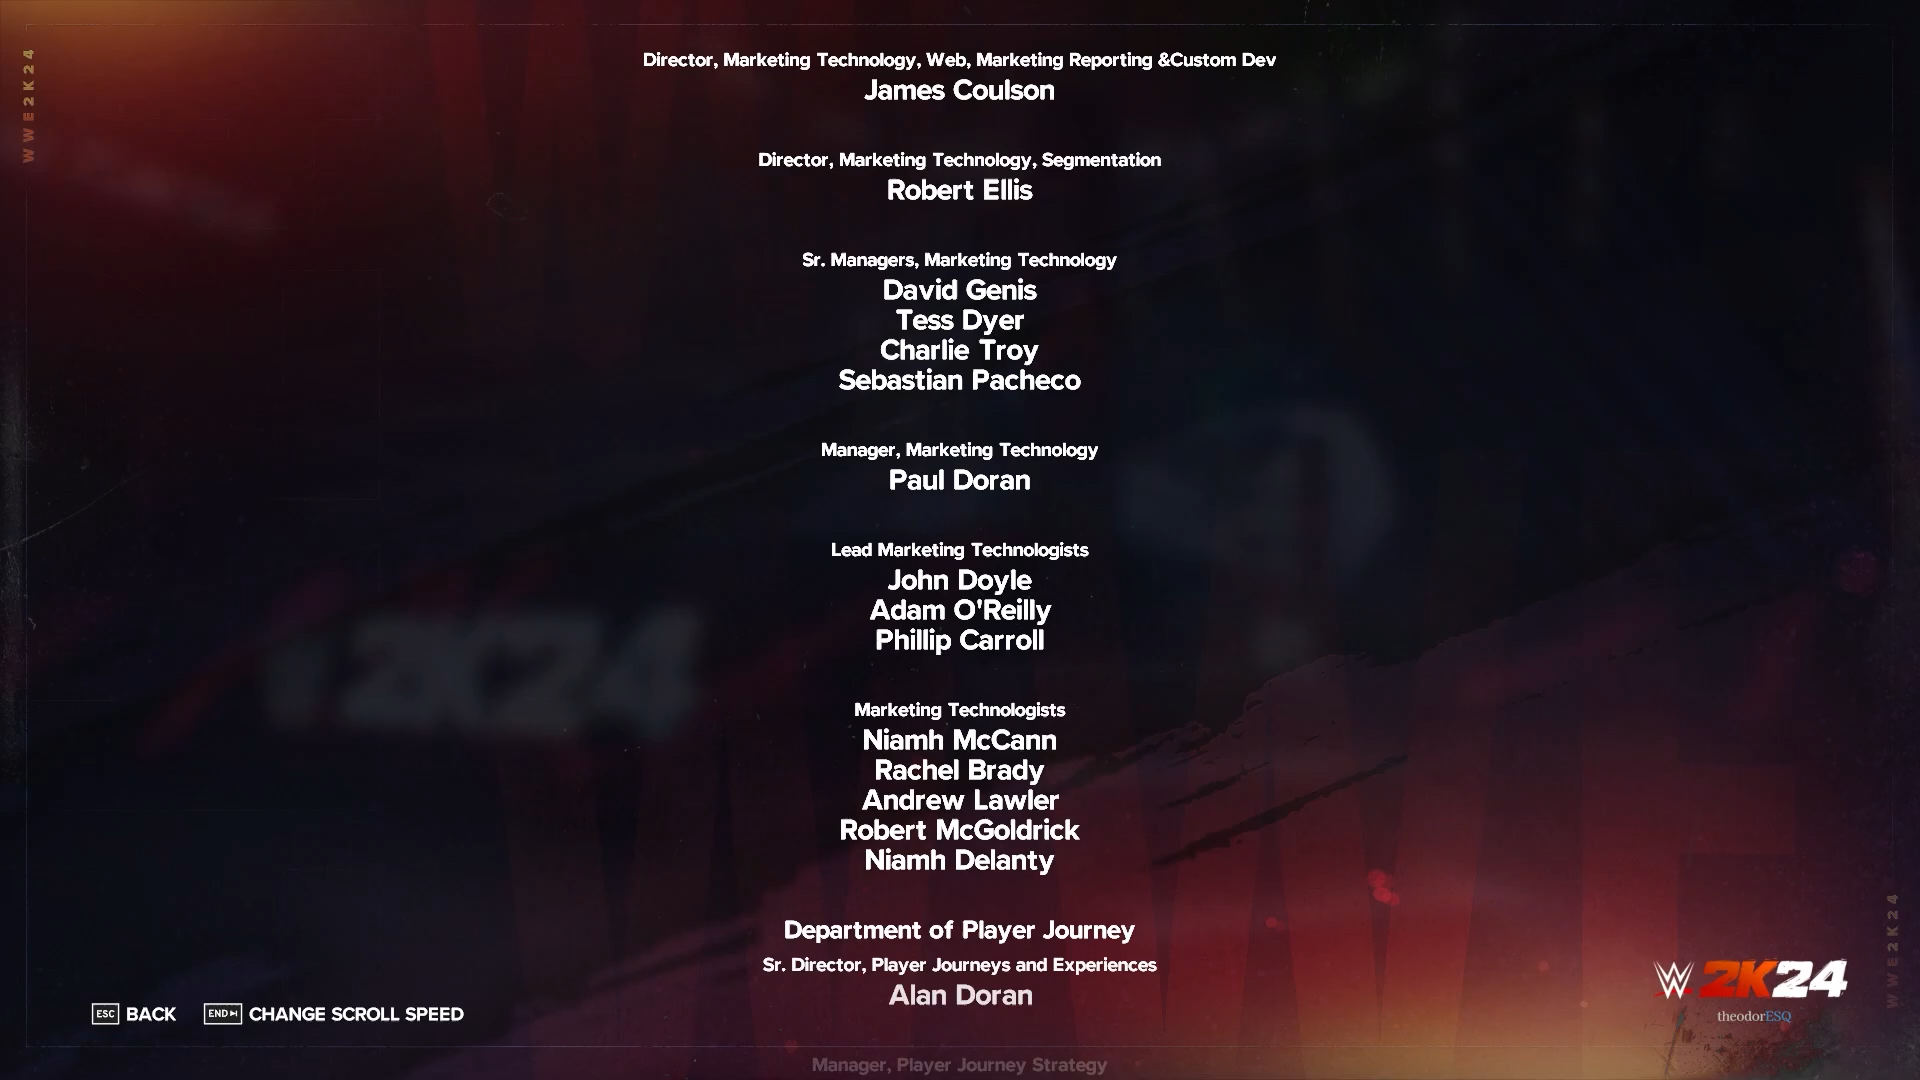 WWE2K24
Director, Marketing Technology, Web, Marketing Reporting &Custom Dev
James Coulson
Director, Marketing Technology, Segmentation
Robert Ellis
Sr. Managers, Marketing Technology
David Genis
Tess Dyer
Charlie Troy
Sebastian Pacheco
Manager, Marketing Technology
Paul Doran
Lead Marketing Technologists
John Doyle
Adam O'Reilly
Phillip Carroll
2K24
Marketing Technologists
Niamh McCann
Rachel Brady
Andrew Lawler
Robert McGoldrick
Niamh Delanty
Department of Player Journey
Sr. Director, Player Journeys and Experiences
Alan Doran
WWE2K24
W 2K24
theodorESQ
ESC BACK END CHANGE SCROLL SPEED
Manager, Player Journey Strategy